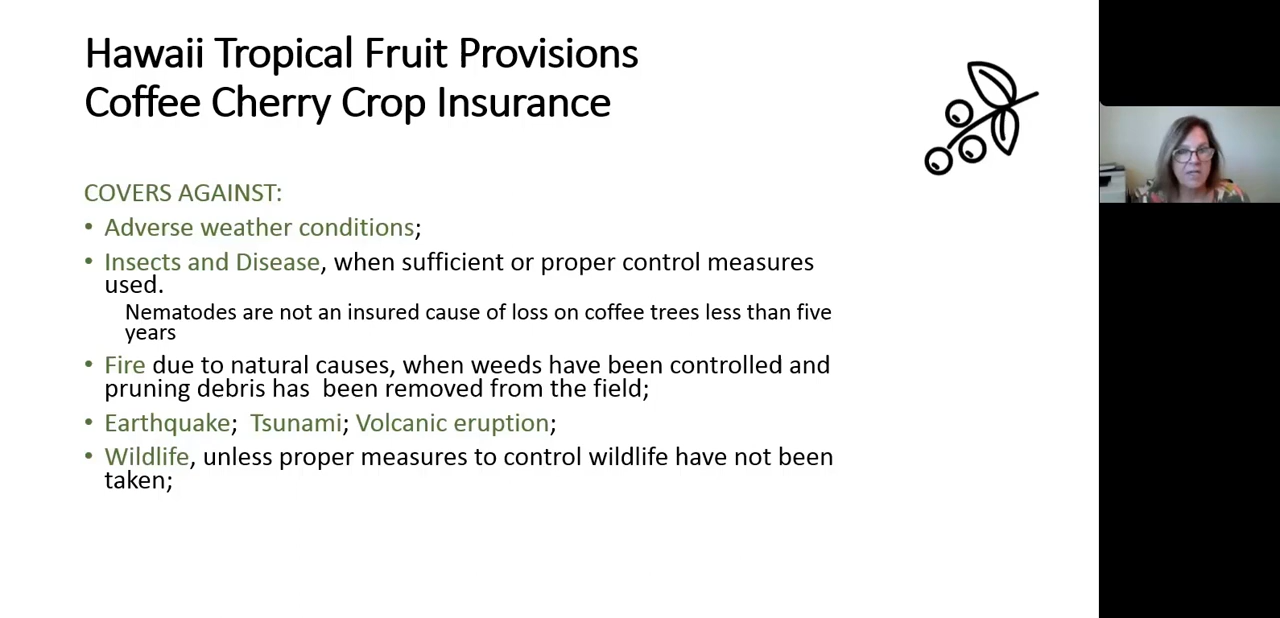 Hawaii Tropical Fruit Provisions
Coffee Cherry Crop Insurance
COVERS AGAINST:
• Adverse weather conditions;
• Insects and Disease, when sufficient or proper control measures
used.
Nematodes are not an insured cause of loss on coffee trees less than five
years
• Fire due to natural causes, when weeds have been controlled and
pruning debris has  been removed from the field;
• Earthquake;  Tsunami; Volcanic eruption;
• Wildlife, unless proper measures to control wildlife have not been
taken;